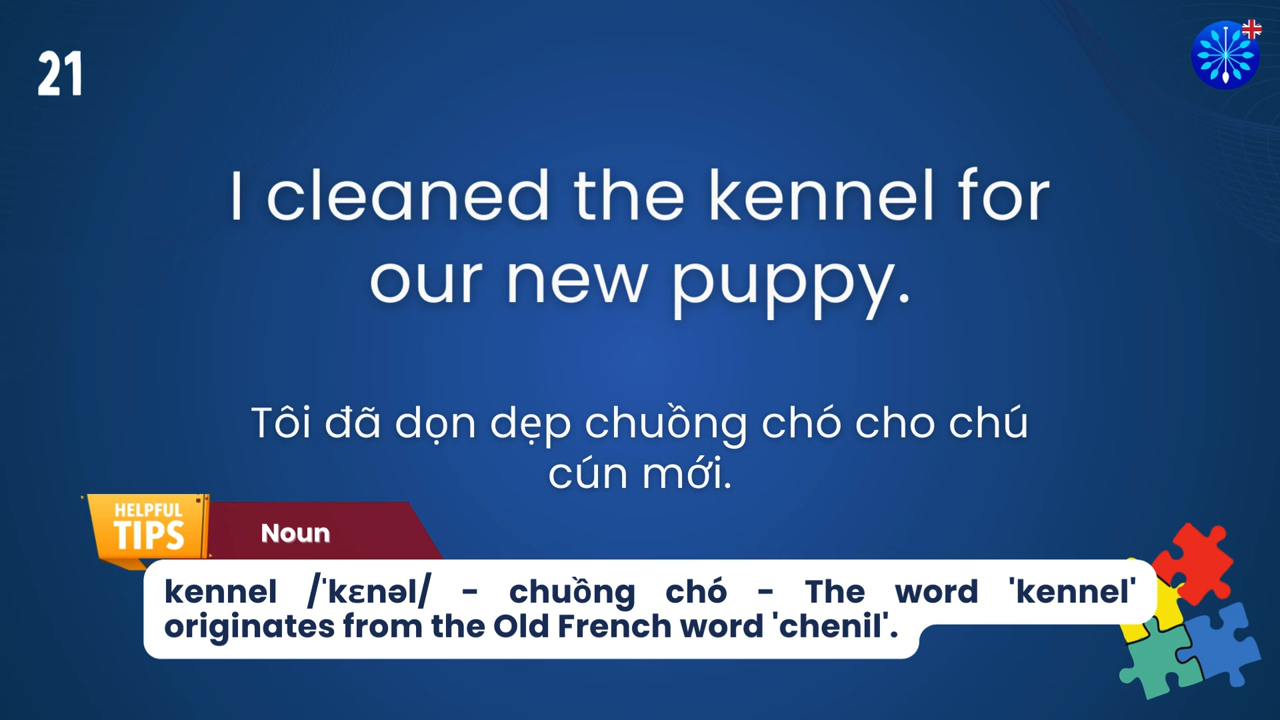 21
I cleaned the kennel for
our new puppy.
Tôi đã dọn dẹp chuồng chó cho chú
cún mới.
HELPFUL
TIPS
Noun
kennel /ˈkɛnəl/ - chuồng chó - The word 'kennel'
originates from the Old French word 'chenil'.